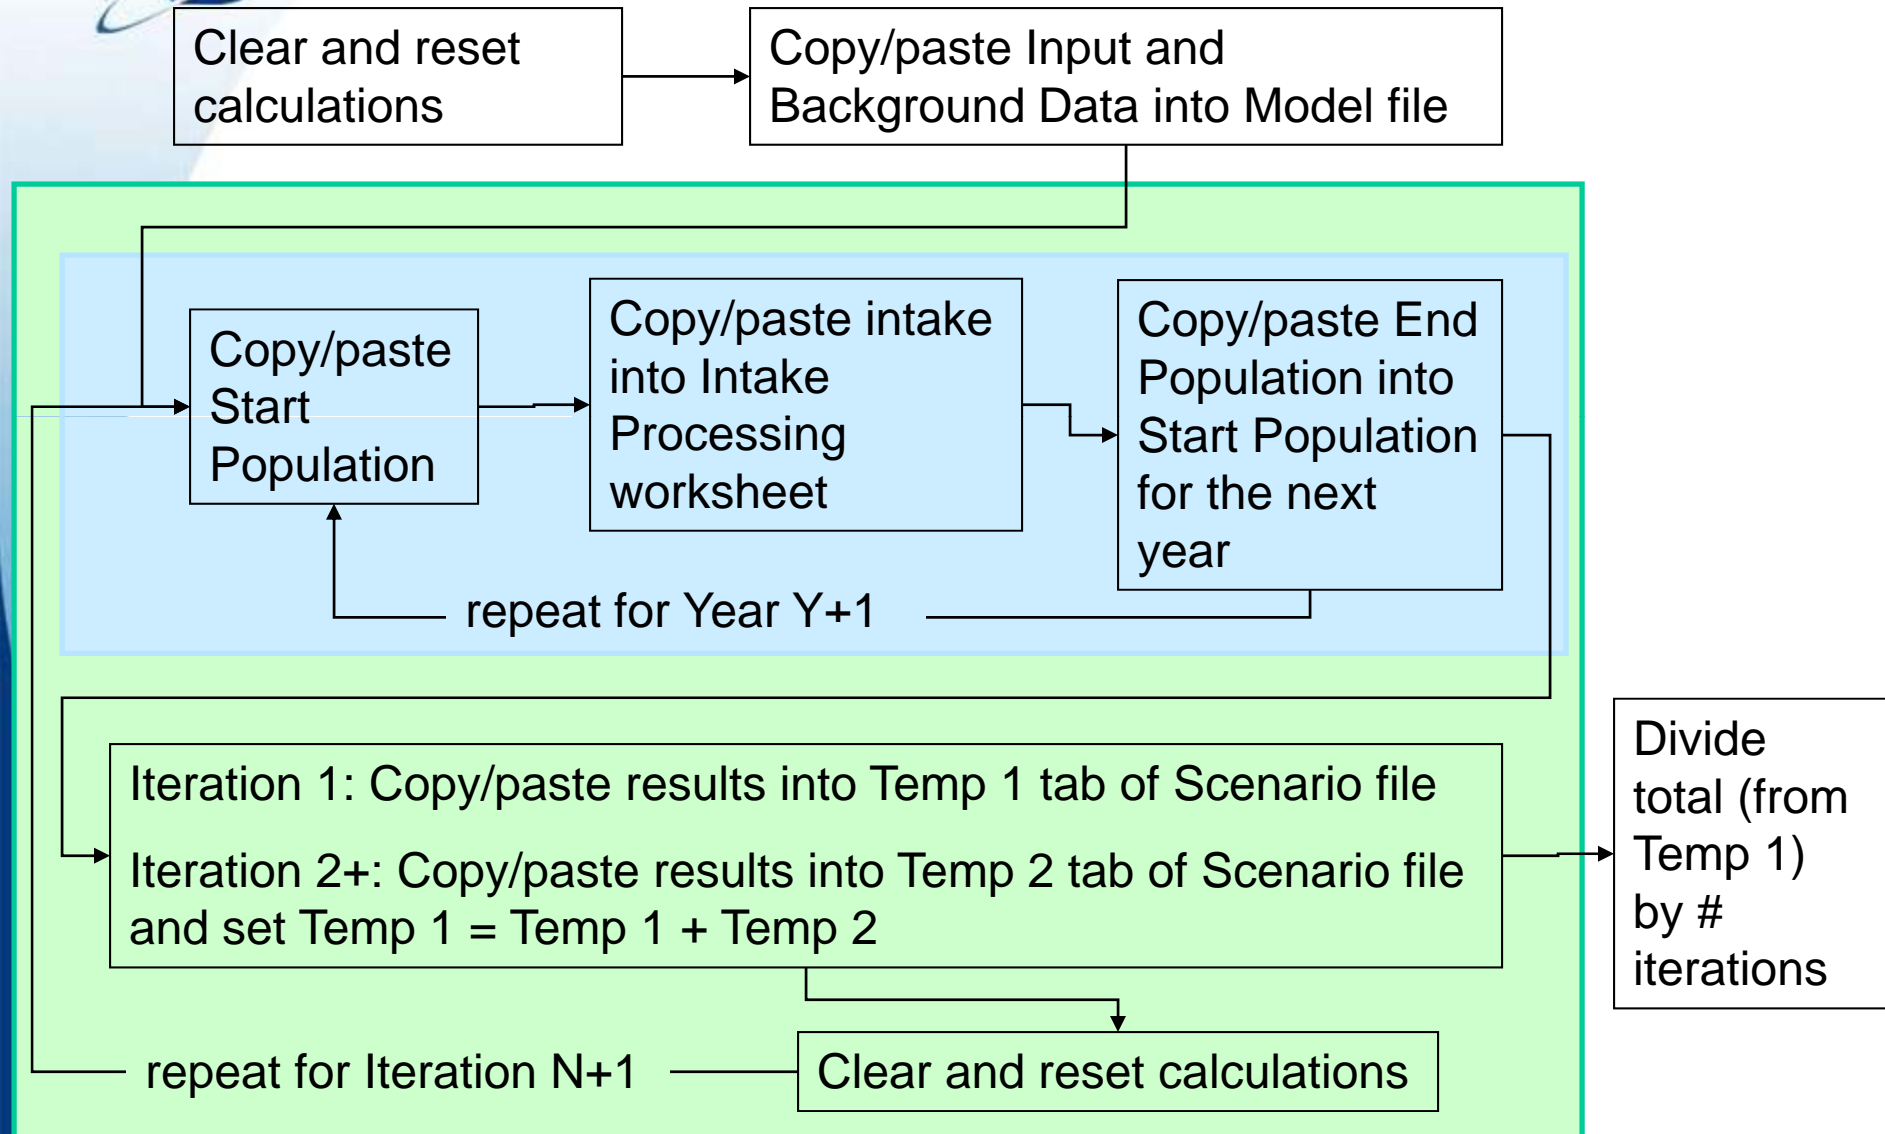 Clear and reset
calculations
Copy/paste Input and
Background Data into Model file
Copy/paste
Start
Population
Copy/paste intake
into Intake
Processing
worksheet
Copy/paste End
Population into
Start Population
for the next
year
repeat for Year Y+1
Iteration 1: Copy/paste results into Temp 1 tab of Scenario file
Iteration 2+: Copy/paste results into Temp 2 tab of Scenario file
and set Temp 1 = Temp 1 + Temp 2
Divide
total (from
Temp 1)
by #
iterations
repeat for Iteration N+1
Clear and reset calculations